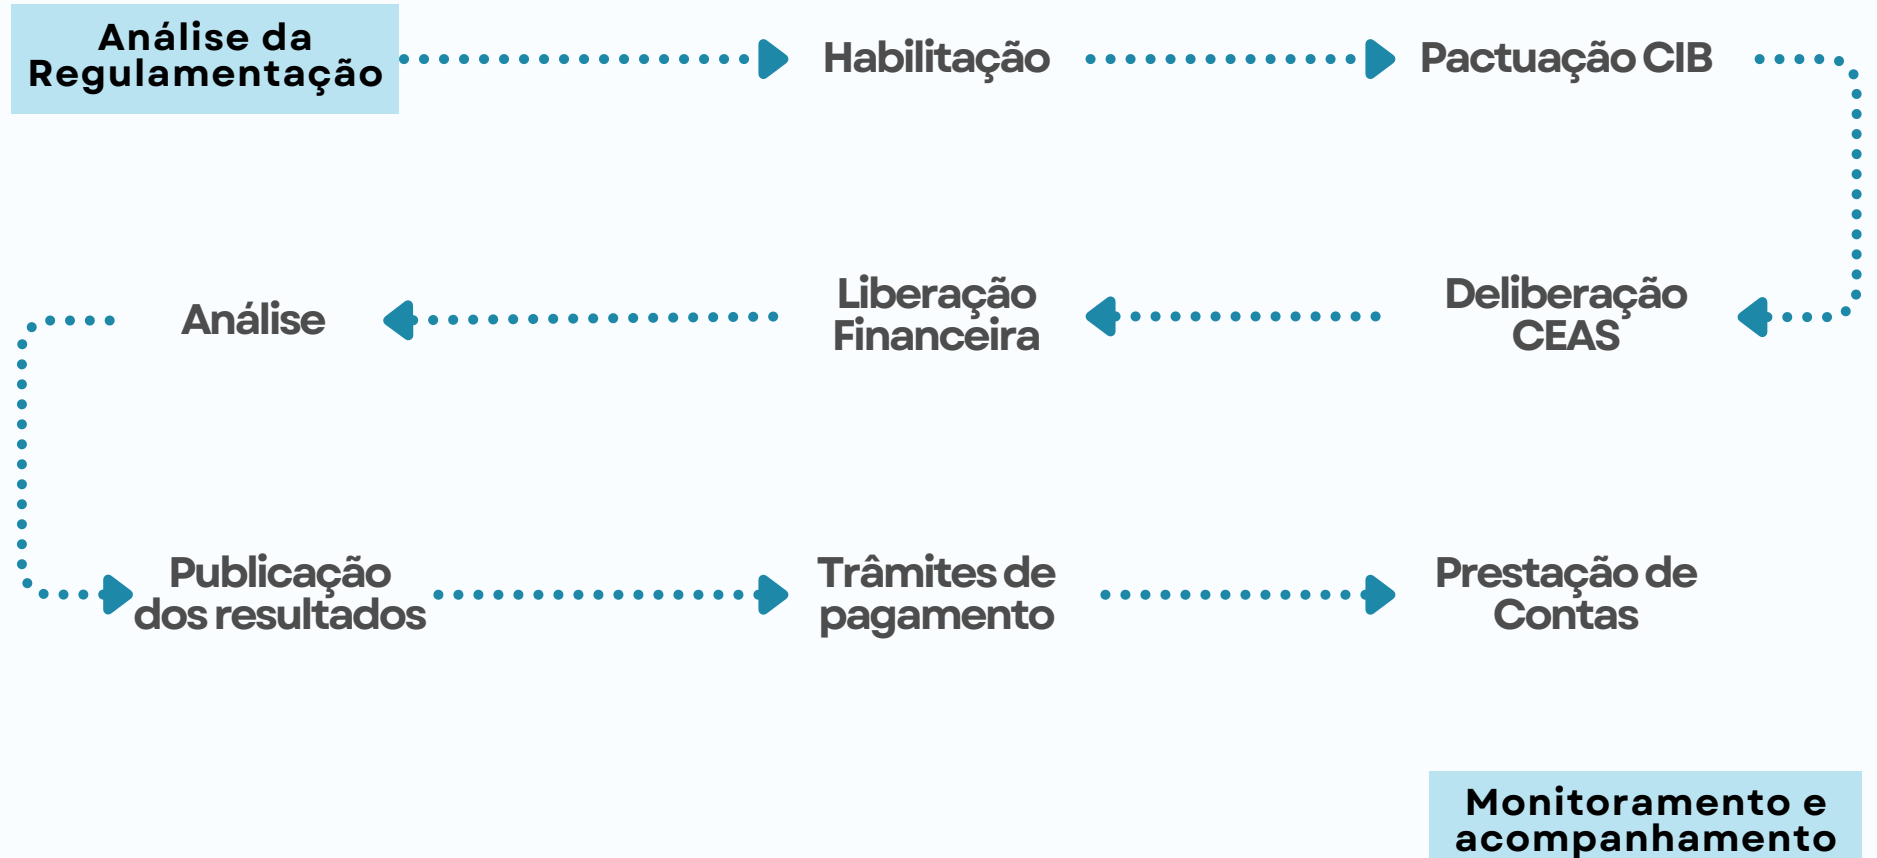 Análise da
Regulamentação
Habilitação
Pactuação CIB
Deliberação
CEAS
Liberação
Financeira
Análise
Publicação
dos resultados
Trâmites de
pagamento
Prestação de
Contas
Monitoramento e
acompanhamento